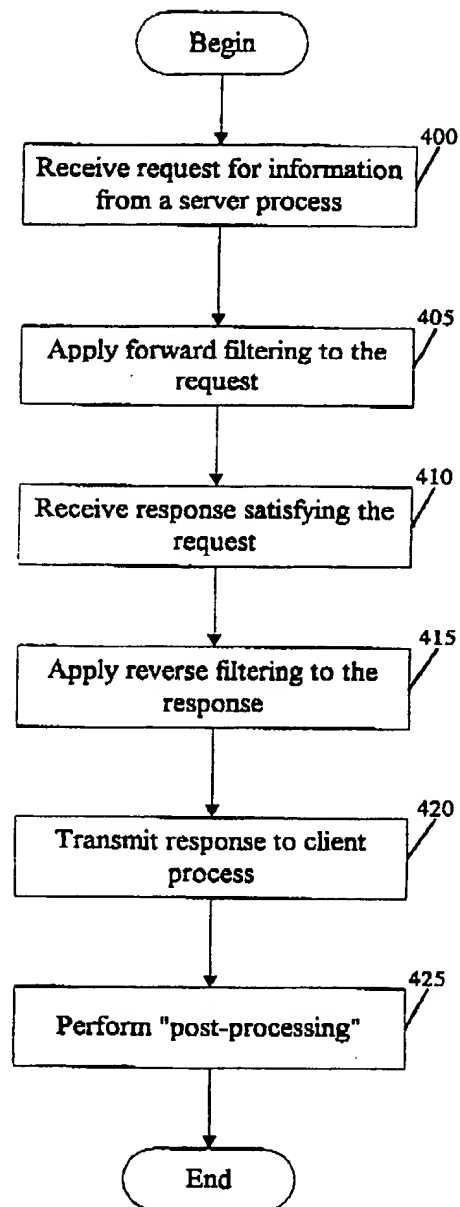 Begin
400
Receive request for information
from a server process
405
Apply forward filtering to the
request
410
Receive response satisfying the
request
415
Apply reverse filtering to the
response
420
Transmit response to client
process
425
Perform "post-processing"
End